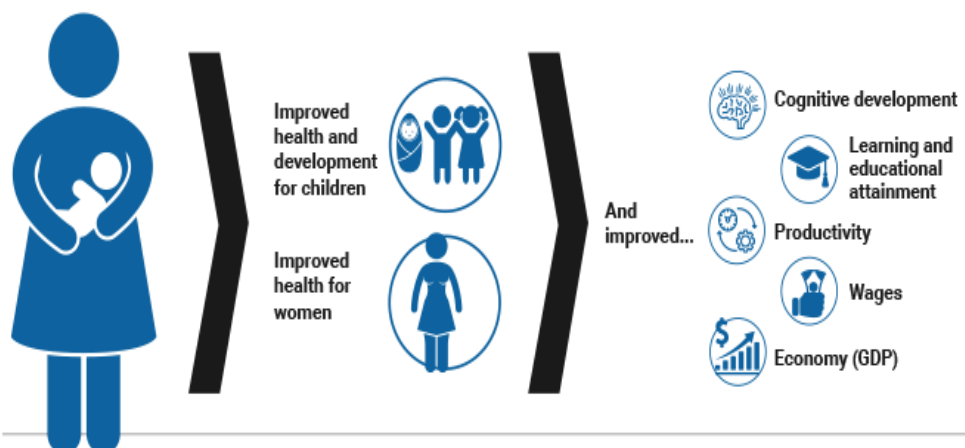 Improved
health and
development
for children
Improved
health for
women
And
improved...
Cognitive development
Learning and
educational
attainment
Productivity
Wages
$
Economy (GDP)